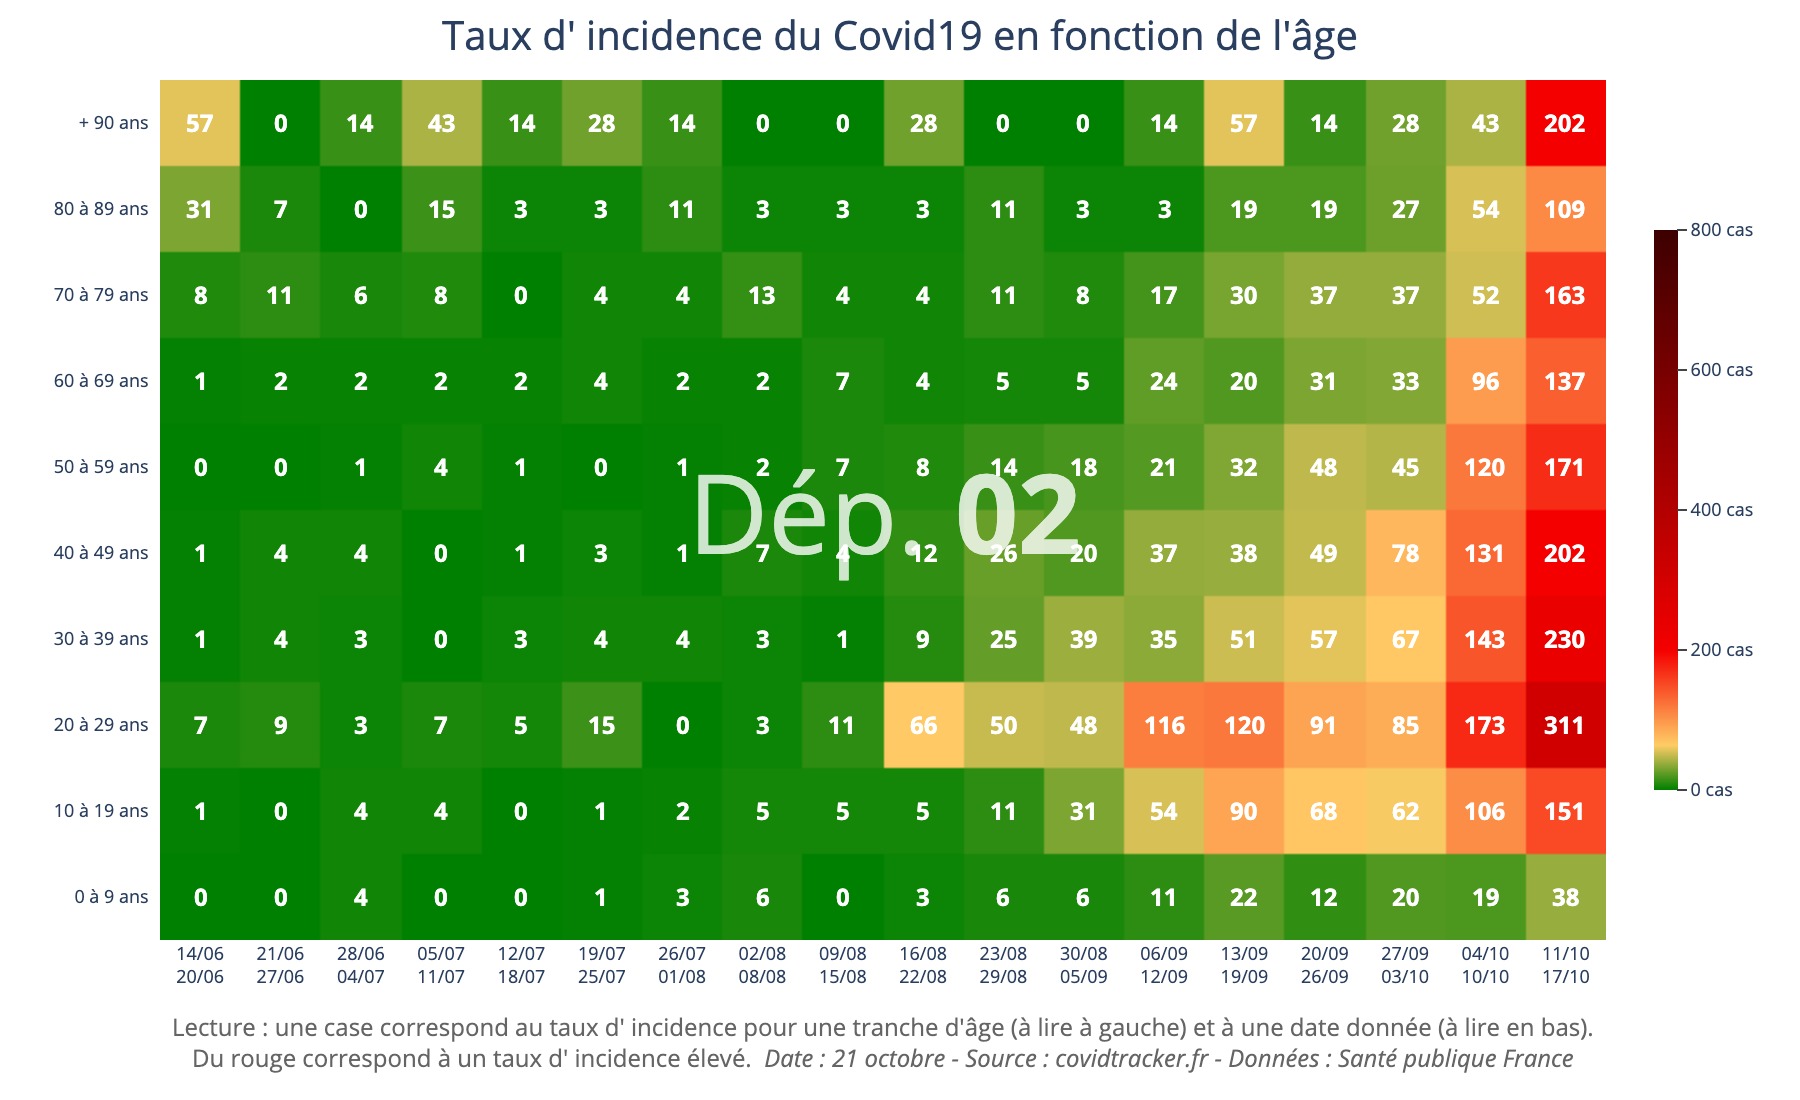 Taux d' incidence du Covid19 en fonction de l'âge
+ 90 ans 57 0 14 43 14 28 14 0 0 28 0 0 14 57 14 28 43 202
80 à 89 ans 31 7 0 15 3 3 11 3 3 3 11 3 3 19 19 27 54 109
70 à 79 ans 8 11 6 8 0 4 4 13 4 4 11 8 17 30 37 37 52 163
60 à 69 ans 1 2 2 2 2 4 2 2 7 4 5 5 24 20 31 33 96 137
50 à 59 ans 0 0 1 4 1 0 1 2 7 8 14 18 21 32 48 45 120 171
Dép. 02
40 à 49 ans 1 4 4 0 1 3 1 7 4 12 26 20 37 38 49 78 131 202
30 à 39 ans 1 4 3 0 3 4 4 3 1 9 25 39 35 51 57 67 143 230
20 à 29 ans 7 9 3 7 5 15 0 3 11 66 50 48 116 120 91 85 173 311
10 à 19 ans 1 0 4 4 0 1 2 5 5 5 11 31 54 90 68 62 106 151
0 à 9 ans 0 0 4 0 0 1 3 6 0 3 6 6 11 22 12 20 19 38
14/06 21/06 28/06 05/07 12/07 19/07 26/07 02/08 09/08 16/08 23/08 30/08 06/09 13/09 20/09 27/09 04/10 11/10
20/06 27/06 04/07 11/07 18/07 25/07 01/08 08/08 15/08 22/08 29/08 05/09 12/09 19/09 26/09 03/10 10/10 17/10
800 cas
600 cas
400 cas
200 cas
0 cas
Lecture : une case correspond au taux d' incidence pour une tranche d'âge (à lire à gauche) et à une date donnée (à lire en bas).
Du rouge correspond à un taux d' incidence élevé. Date : 21 octobre - Source : covidtracker.fr - Données : Santé publique France